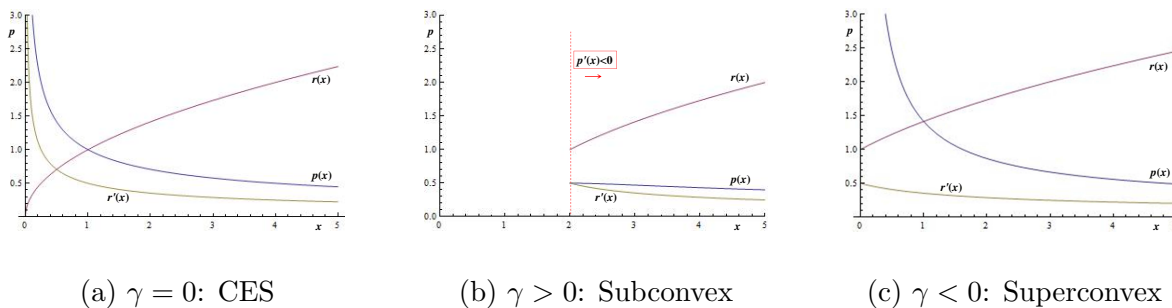 3.0
p
2.5
2.0
1.5
1.0
0.5
r(x)
p(x)
r'(x)
0
1
2
3
4
5
x
3.0
p
2.5
2.0
1.5
1.0
0.5
0.0
p'(x)<0
→
r(x)
p(x)
r'(x)
0
1
2
3
4
5
x
3.0
p
2.5
2.0
1.5
1.0
0.5
r(x)
p(x)
r'(x)
0
1
2
3
4
x
(a) γ = 0: CES
(b) γ > 0: Subconvex
(c) γ < 0: Superconvex